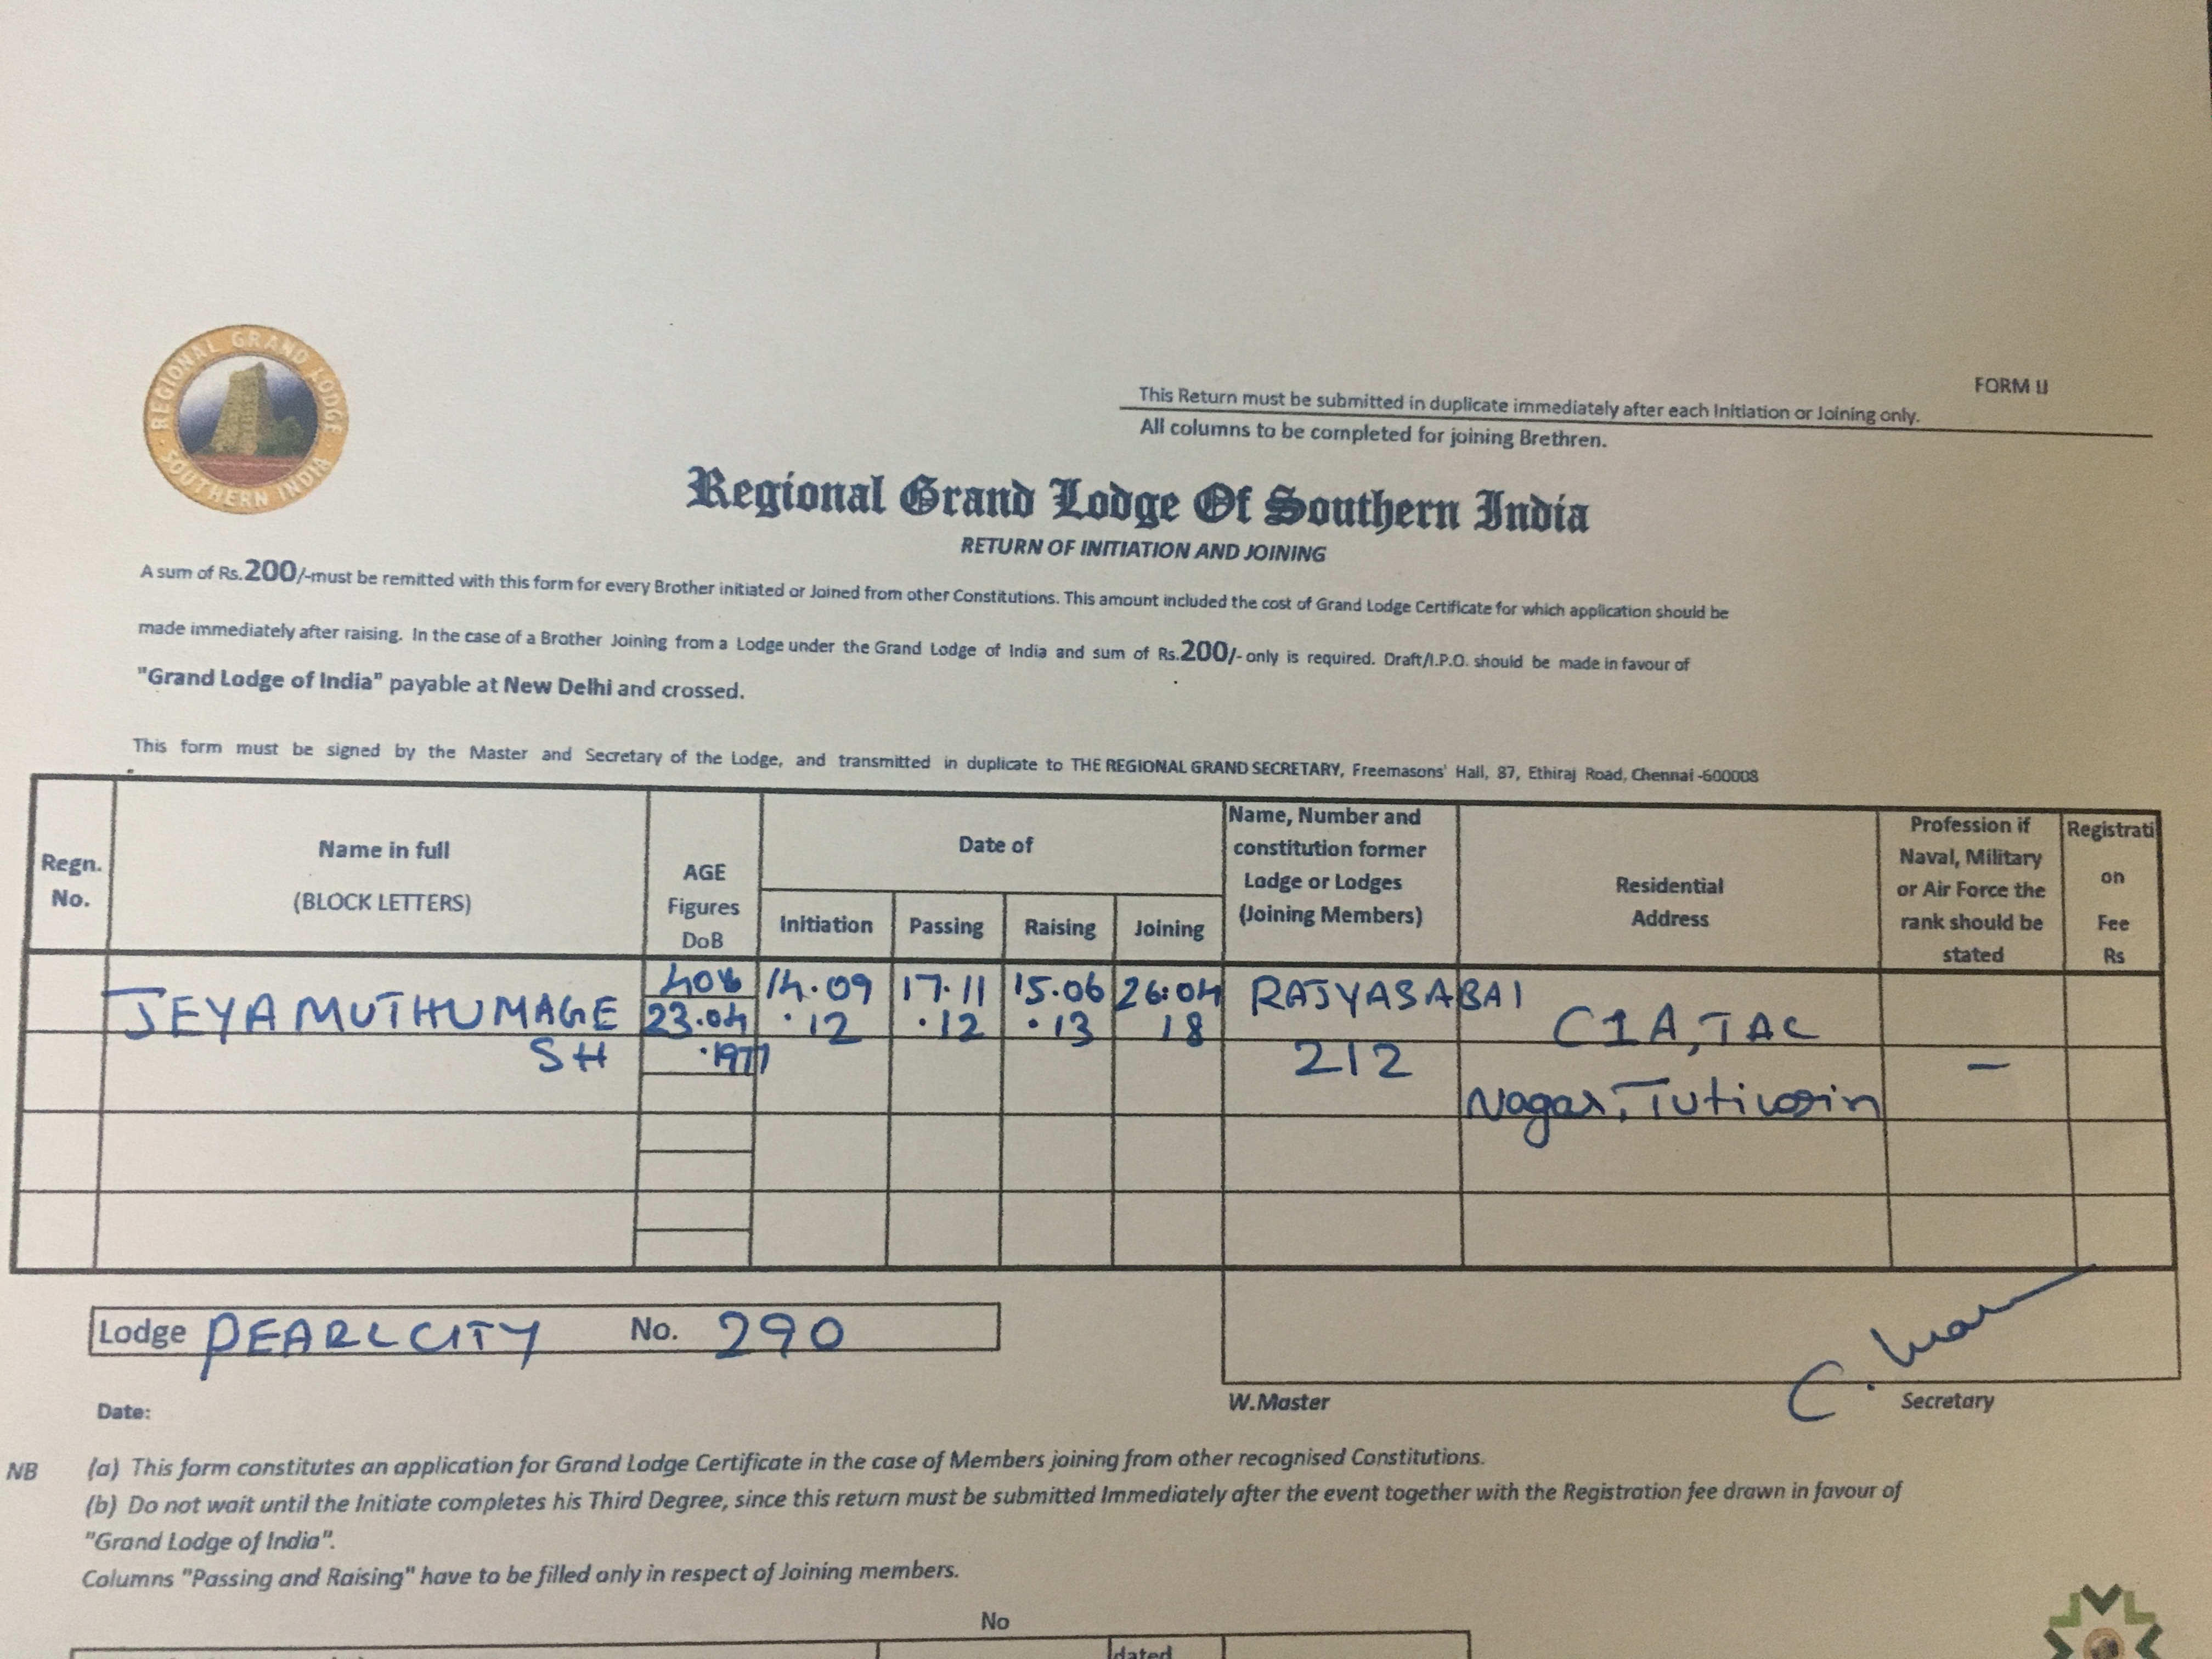 REGIONAL GRAND LODGE
SOUTHERN INDIA
FORM II
This Return must be submitted in duplicate immediately after each Initiation or Joining only.
All columns to be completed for joining Brethren.
Regional Grand Lodge Of Southern India
RETURN OF INITIATION AND JOINING
A sum of Rs.200/-must be remitted with this form for every Brother initiated or Joined from other Constitutions. This amount included the cost of Grand Lodge Certificate for which application should be
made immediately after raising. In the case of a Brother Joining from a Lodge under the Grand Lodge of India and sum of Rs.200/- only is required. Draft/I.P.O. should be made in favour of
"Grand Lodge of India" payable at New Delhi and crossed.
This form must be signed by the Master and Secretary of the Lodge, and transmitted in duplicate to THE REGIONAL GRAND SECRETARY, Freemasons' Hall, 87, Ethiraj Road, Chennai -600008
Regn.
No.
Name in full
(BLOCK LETTERS)
AGE
Figures
DoB
Date of
Initiation
Passing
Raising
Joining
Name, Number and
constitution former
Lodge or Lodges
(Joining Members)
Residential
Address
Profession if
Naval, Military
or Air Force the
rank should be
stated
Registrati
on
Fee
Rs
JEYA MUTHUMAGE
SH
23.04
.1977
14.09
.12
17.11
.12
15.06
.13
26.04
18
RAJYASABAI
212
C1A, TAC
Nagar, Tuticorin
-
Lodge PEARLCITY No. 290
Date:
W.Master
C.
Secretary
NB (a) This form constitutes an application for Grand Lodge Certificate in the case of Members joining from other recognised Constitutions.
(b) Do not wait until the Initiate completes his Third Degree, since this return must be submitted Immediately after the event together with the Registration fee drawn in favour of
"Grand Lodge of India".
Columns "Passing and Raising" have to be filled only in respect of Joining members.
No
dated